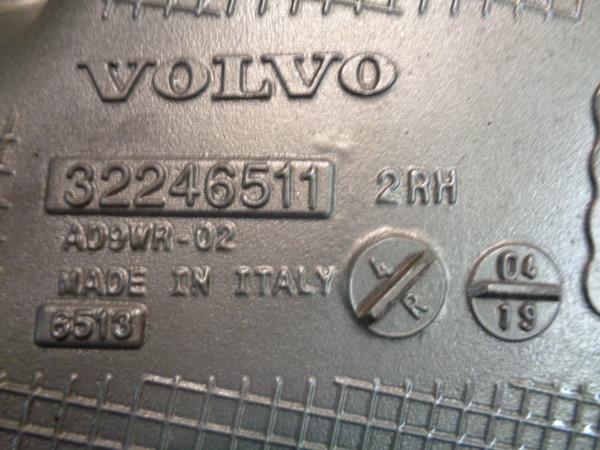 VOLVO
32246511 2RH
AD9WR-02
MADE IN ITALY
L
R
04
19
6513